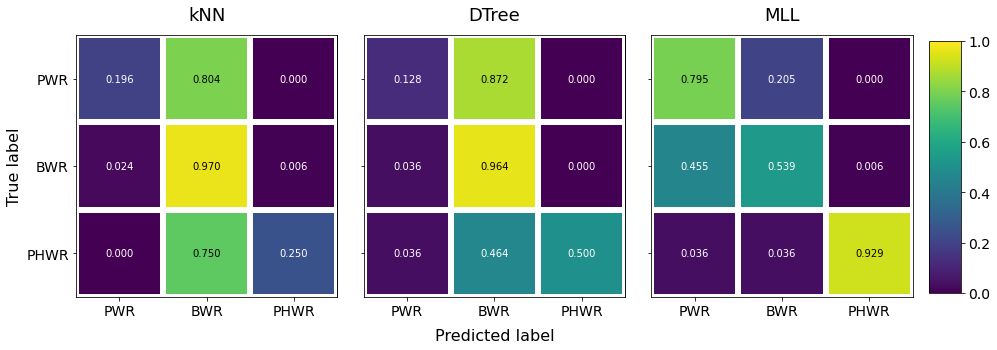 kNN DTree MLL
True label
PWR 0.196 0.804 0.000 0.128 0.872 0.000 0.795 0.205 0.000
BWR 0.024 0.970 0.006 0.036 0.964 0.000 0.455 0.539 0.006
PHWR 0.000 0.750 0.250 0.036 0.464 0.500 0.036 0.036 0.929
PWR BWR PHWR PWR BWR PHWR PWR BWR PHWR
Predicted label
1.0
0.8
0.6
0.4
0.2
0.0